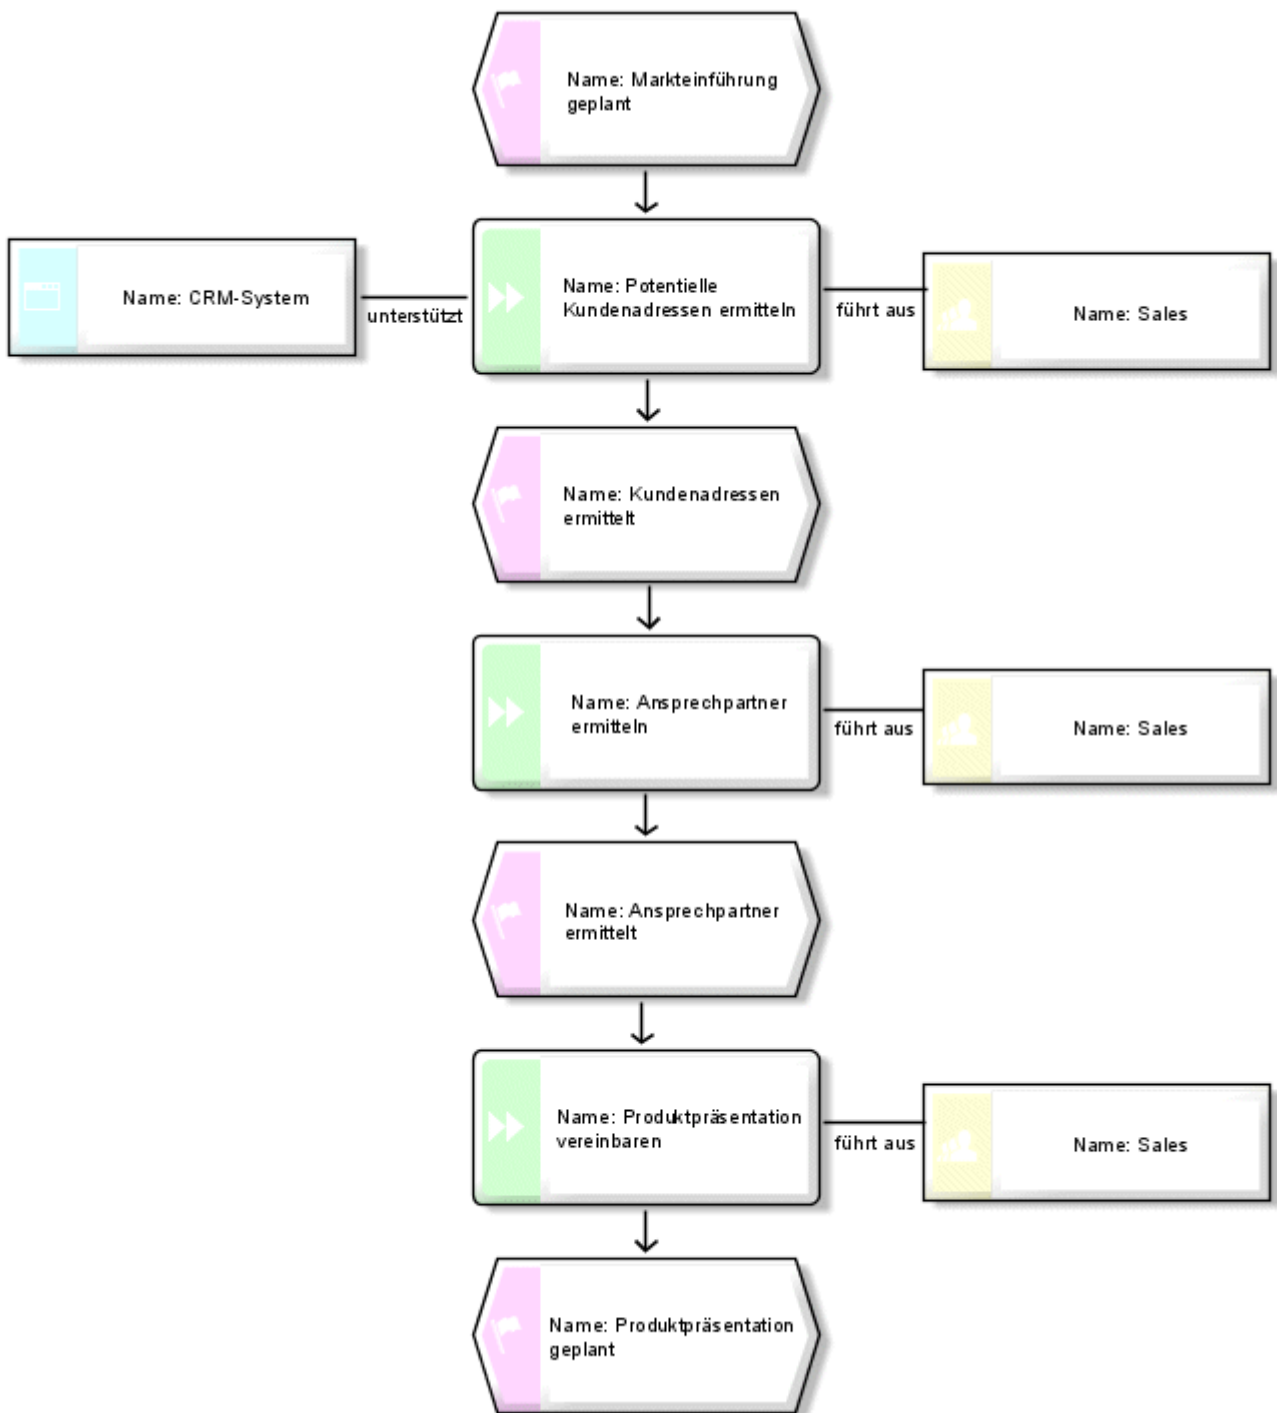 Name: Markteinführung
geplant
Name: CRM-System
unterstützt
Name: Potentielle
Kundenadressen ermitteln
führt aus
Name: Sales
Name: Kundenadressen
ermittelt
Name: Ansprechpartner
ermitteln
führt aus
Name: Sales
Name: Ansprechpartner
ermittelt
Name: Produktpräsentation
vereinbaren
führt aus
Name: Sales
Name: Produktpräsentation
geplant